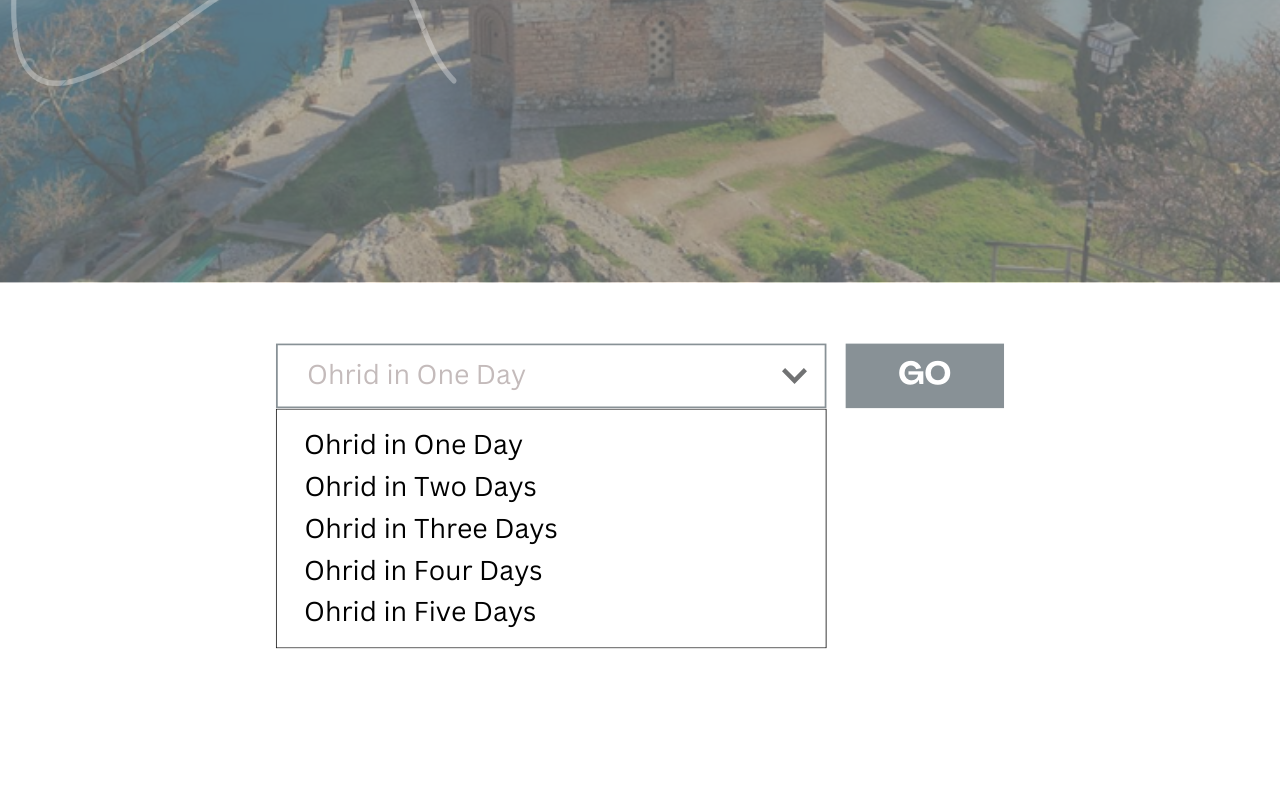 Ohrid in One Day
GO
Ohrid in One Day
Ohrid in Two Days
Ohrid in Three Days
Ohrid in Four Days
Ohrid in Five Days